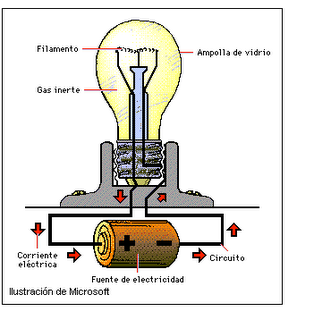 Filamento
Ampolla de vidrio
Gas inerte
+ −
Corriente
eléctrica
Circuito
Fuente de electricidad
Ilustración de Microsoft